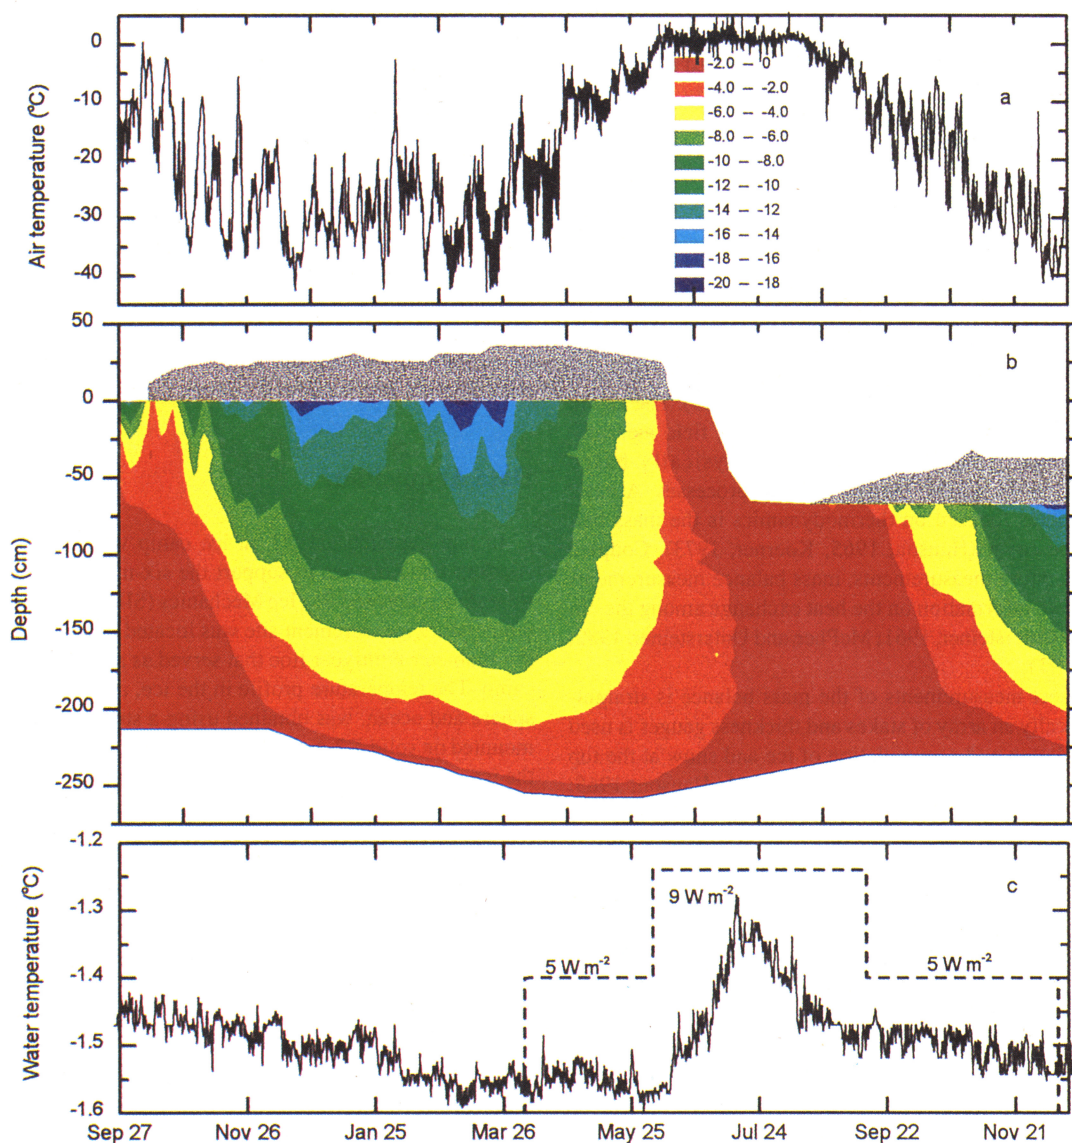 0
-10
-20
-30
-40
Air temperature (°C)
a
-2.0 – 0
-4.0 – -2.0
-6.0 – -4.0
-8.0 – -6.0
-10 – -8.0
-12 – -10
-14 – -12
-16 – -14
-18 – -16
-20 – -18
50
0
-50
-100
-150
-200
-250
Depth (cm)
b
-1.2
-1.3
-1.4
-1.5
-1.6
Water temperature (°C)
c
9 W m⁻²
5 W m⁻²
5 W m⁻²
Sep 27 Nov 26 Jan 25 Mar 26 May 25 Jul 24 Sep 22 Nov 21